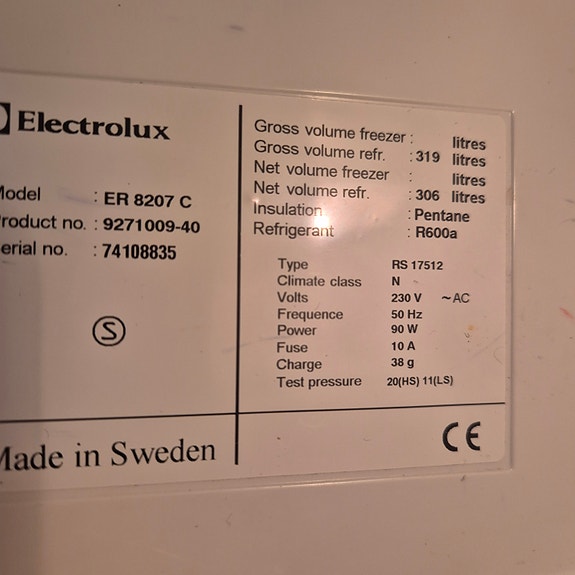 Electrolux
Model : ER 8207 C
Product no. : 9271009-40
Serial no. : 74108835
S
Made in Sweden
Gross volume freezer : litres
Gross volume refr. : 319 litres
Net volume freezer : litres
Net volume refr. : 306 litres
Insulation : Pentane
Refrigerant : R600a
Type RS 17512
Climate class N
Volts 230 V ~ AC
Frequence 50 Hz
Power 90 W
Fuse 10 A
Charge 38 g
Test pressure 20(HS) 11(LS)
CE